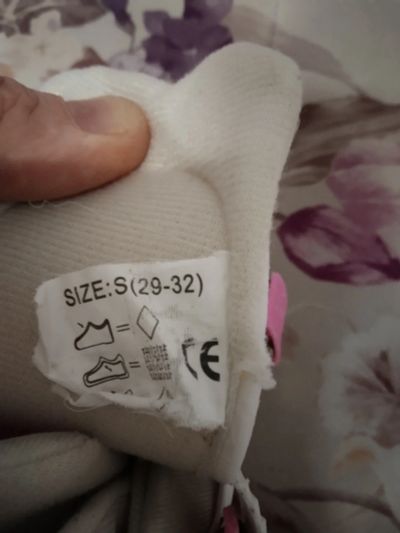 SIZE:S(29-32)
=
=
CE